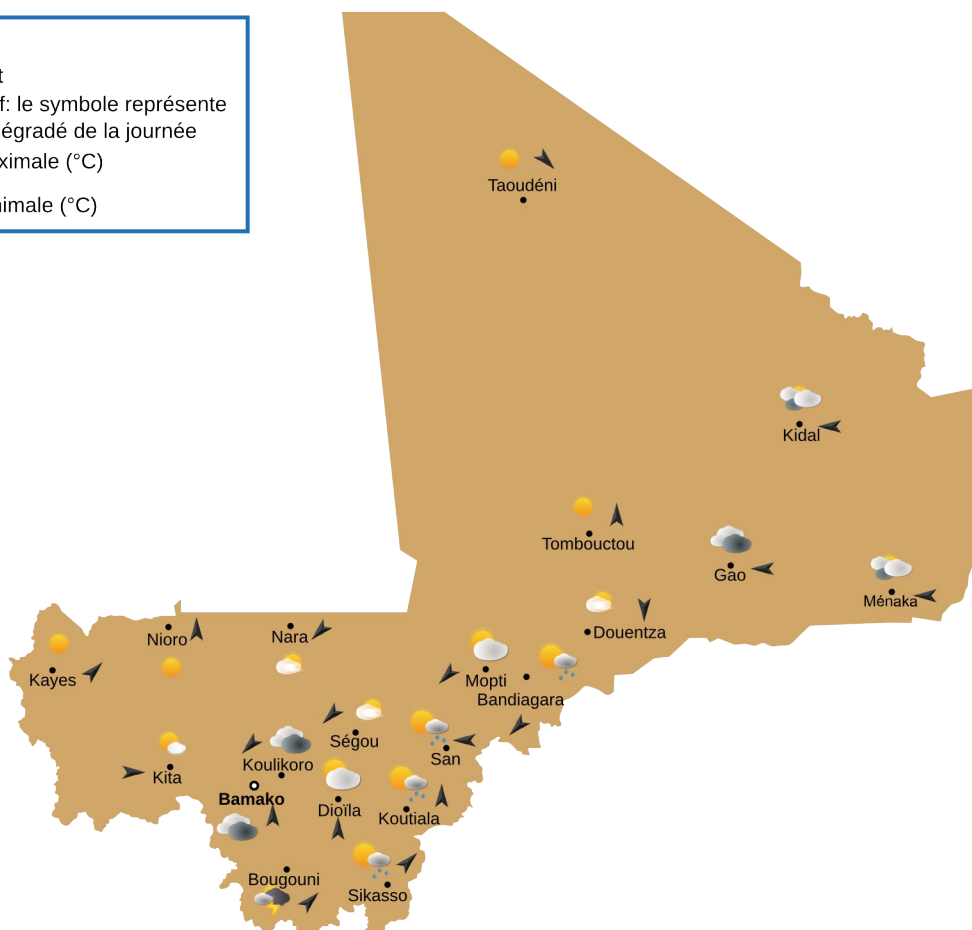 t
f: le symbole représente
égradé de la journée
ximale (°C)
nimale (°C)
Taoudéni
Kidal
Tombouctou
Gao
Ménaka
Douentza
Nioro
Nara
Kayes
Mopti
Bandiagara
Ségou
San
Koulikoro
Kita
Bamako
Dioïla
Koutiala
Bougouni
Sikasso